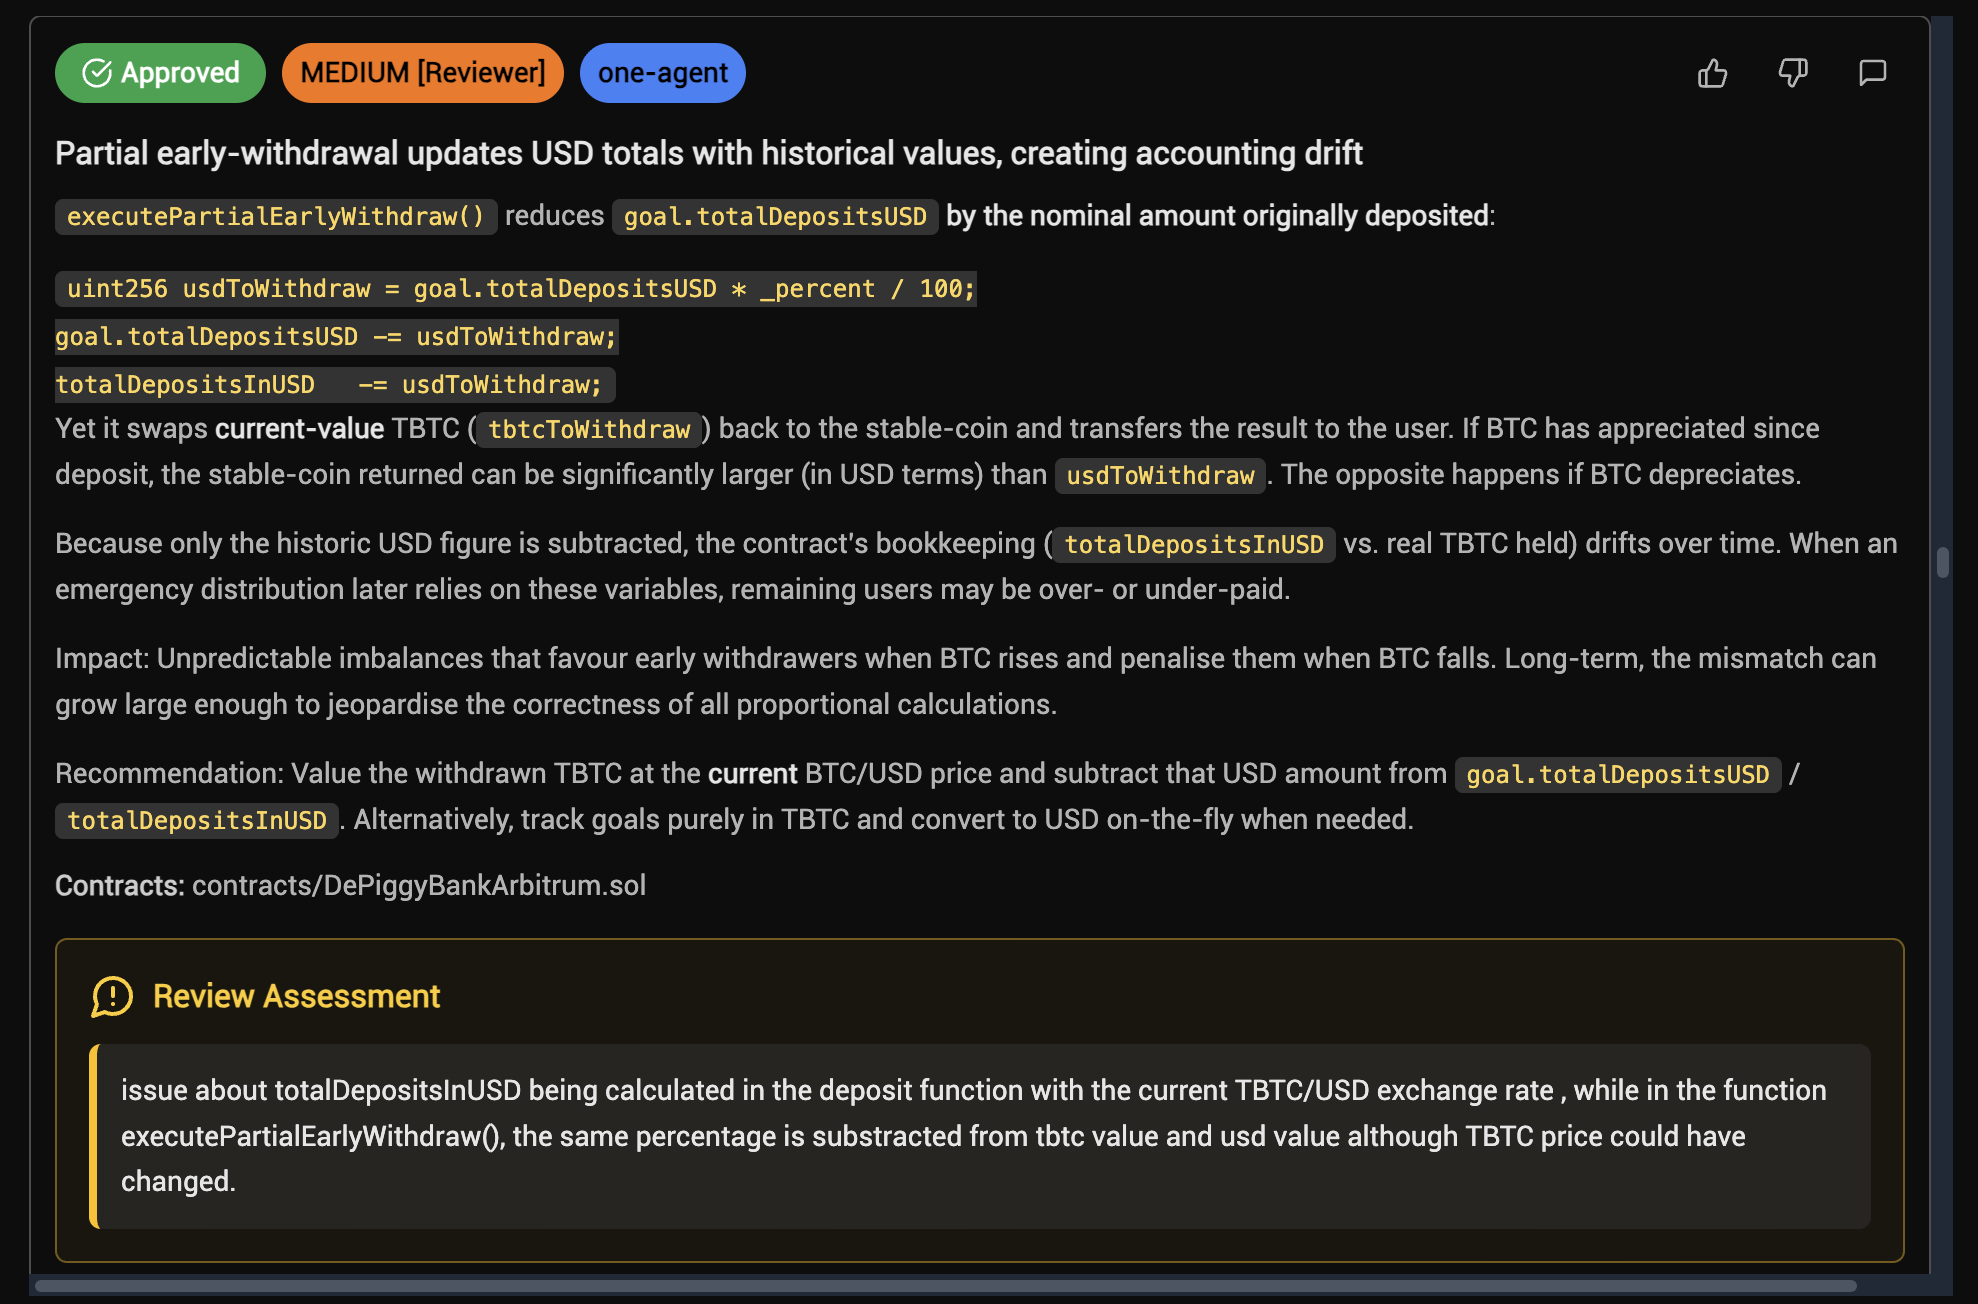 Approved MEDIUM [Reviewer] one-agent
Partial early-withdrawal updates USD totals with historical values, creating accounting drift
executePartialEarlyWithdraw() reduces goal.totalDepositsUSD by the nominal amount originally deposited:
uint256 usdToWithdraw = goal.totalDepositsUSD * _percent / 100;
goal.totalDepositsUSD -= usdToWithdraw;
totalDepositsInUSD   -= usdToWithdraw;
Yet it swaps current-value TBTC ( tbtcToWithdraw ) back to the stable-coin and transfers the result to the user. If BTC has appreciated since
deposit, the stable-coin returned can be significantly larger (in USD terms) than usdToWithdraw . The opposite happens if BTC depreciates.
Because only the historic USD figure is subtracted, the contract's bookkeeping ( totalDepositsInUSD vs. real TBTC held) drifts over time. When an
emergency distribution later relies on these variables, remaining users may be over- or under-paid.
Impact: Unpredictable imbalances that favour early withdrawers when BTC rises and penalise them when BTC falls. Long-term, the mismatch can
grow large enough to jeopardise the correctness of all proportional calculations.
Recommendation: Value the withdrawn TBTC at the current BTC/USD price and subtract that USD amount from goal.totalDepositsUSD /
totalDepositsInUSD . Alternatively, track goals purely in TBTC and convert to USD on-the-fly when needed.
Contracts: contracts/DePiggyBankArbitrum.sol
Review Assessment
issue about totalDepositsInUSD being calculated in the deposit function with the current TBTC/USD exchange rate , while in the function
executePartialEarlyWithdraw(), the same percentage is substracted from tbtc value and usd value although TBTC price could have
changed.